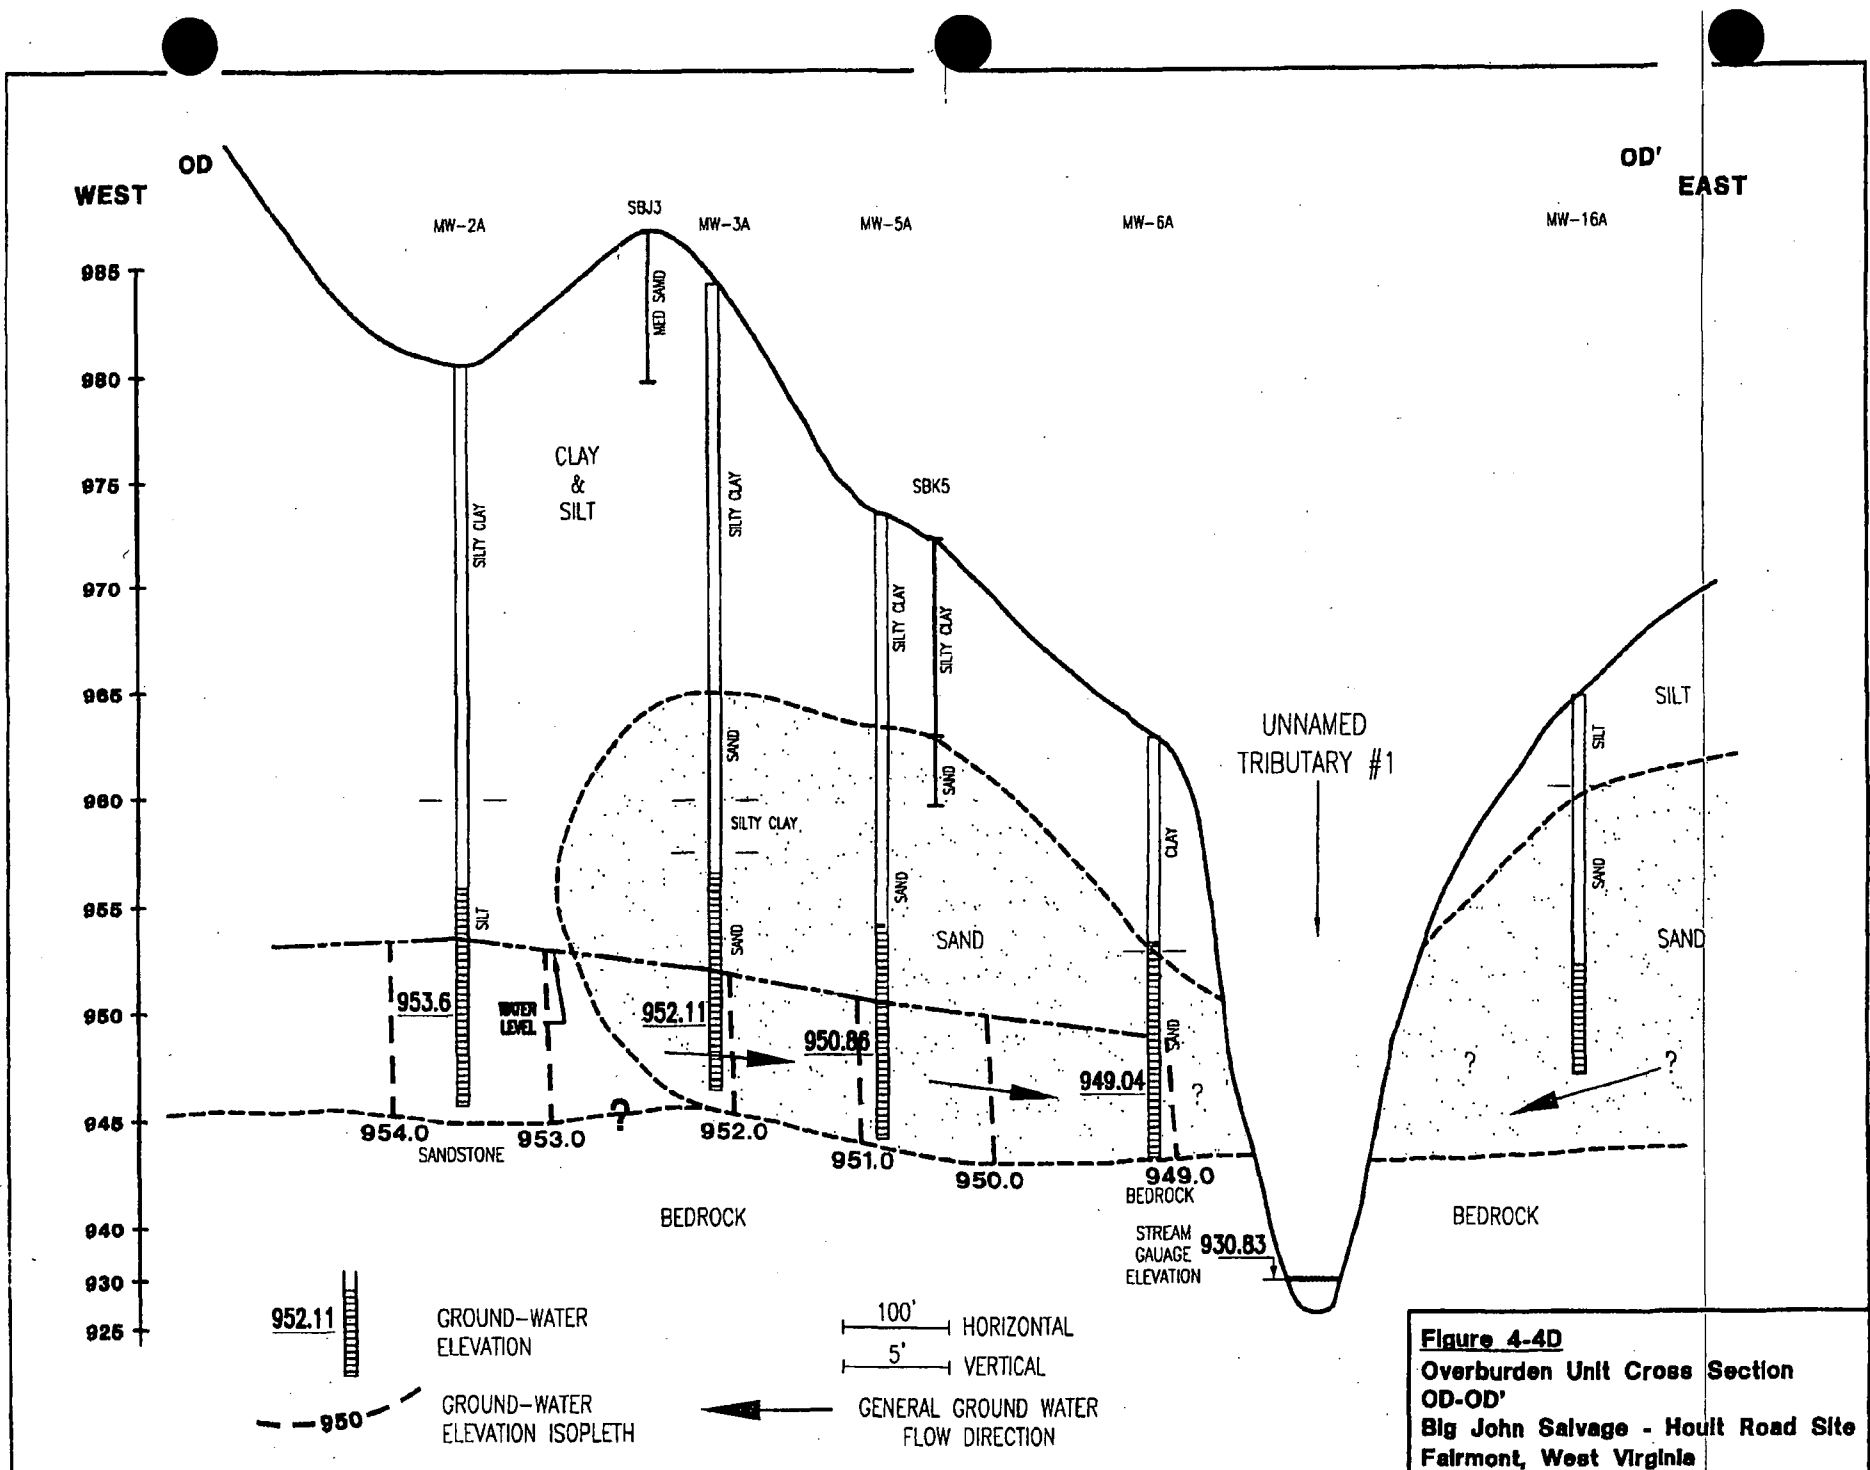 OD
WEST
OD'
EAST
MW-2A
SBJ3
MW-3A
MW-5A
MW-6A
MW-16A
985
980
975
970
965
960
955
950
945
940
930
925
MED SAMD
CLAY
&
SILT
SILTY CLAY
SILTY CLAY
SBK5
SILTY CLAY
SILTY CLAY
SAND
SAND
SILTY CLAY
SILT
SAND
SAND
SAND
CLAY
SAND
UNNAMED
TRIBUTARY #1
SILT
SILT
SAND
SAND
953.6
WATER
LEVEL
952.11
950.86
949.04
?
?
?
?
954.0
953.0
952.0
951.0
950.0
949.0
SANDSTONE
BEDROCK
BEDROCK
BEDROCK
STREAM
GAUAGE
ELEVATION
930.83
952.11
GROUND-WATER
ELEVATION
950
GROUND-WATER
ELEVATION ISOPLETH
100'
HORIZONTAL
5'
VERTICAL
GENERAL GROUND WATER
FLOW DIRECTION
Figure 4-4D
Overburden Unit Cross Section
OD-OD'
Big John Salvage - Hoult Road Site
Fairmont, West Virginia